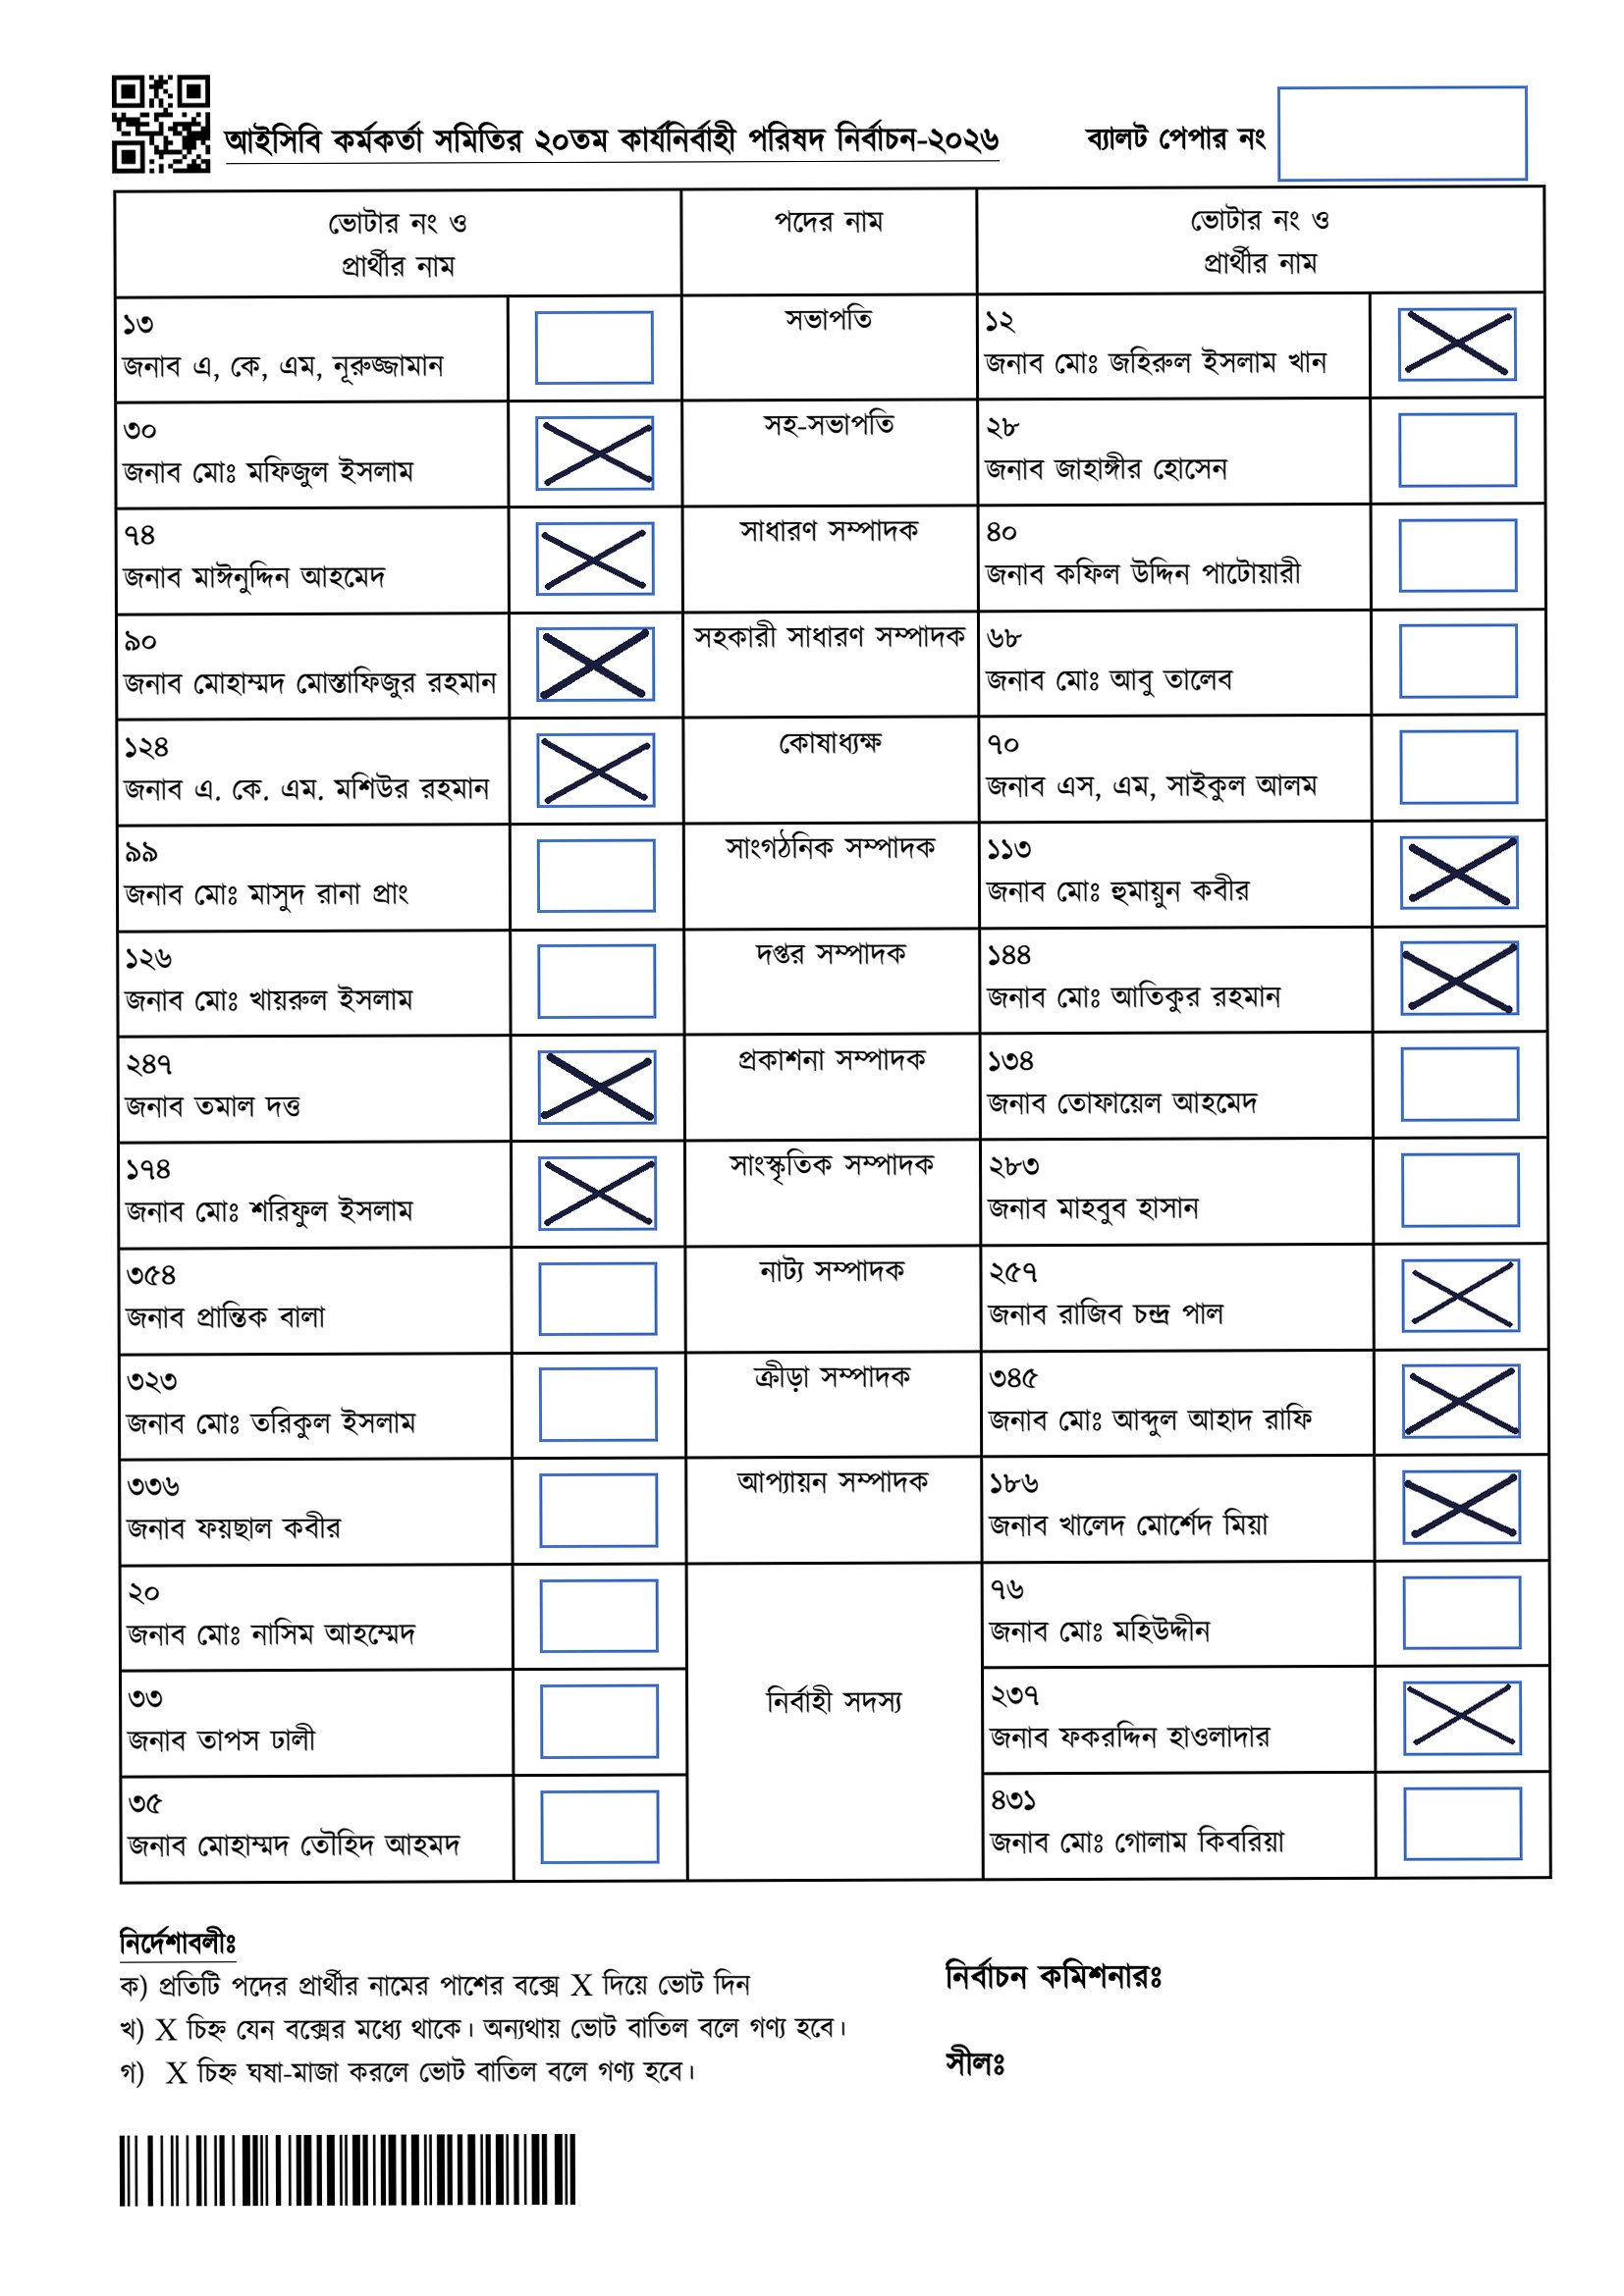 আইসিবি কর্মকর্তা সমিতির ২০তম কার্যনির্বাহী পরিষদ নির্বাচন-২০২৬
ব্যালট পেপার নং
ভোটার নং ও
প্রার্থীর নাম
পদের নাম
ভোটার নং ও
প্রার্থীর নাম
১৩
জনাব এ, কে, এম, নূরুজ্জামান
সভাপতি
১২
জনাব মোঃ জহিরুল ইসলাম খান
X
৩০
জনাব মোঃ মফিজুল ইসলাম
X
সহ-সভাপতি
২৮
জনাব জাহাঙ্গীর হোসেন
৭৪
জনাব মাঈনুদ্দিন আহমেদ
X
সাধারণ সম্পাদক
৪০
জনাব কফিল উদ্দিন পাটোয়ারী
৯০
জনাব মোহাম্মদ মোস্তাফিজুর রহমান
X
সহকারী সাধারণ সম্পাদক
৬৮
জনাব মোঃ আবু তালেব
১২৪
জনাব এ. কে. এম. মশিউর রহমান
X
কোষাধ্যক্ষ
৭০
জনাব এস, এম, সাইকুল আলম
৯৯
জনাব মোঃ মাসুদ রানা প্রাং
সাংগঠনিক সম্পাদক
১১৩
জনাব মোঃ হুমায়ুন কবীর
X
১২৬
জনাব মোঃ খায়রুল ইসলাম
দপ্তর সম্পাদক
১৪৪
জনাব মোঃ আতিকুর রহমান
X
২৪৭
জনাব তমাল দত্ত
X
প্রকাশনা সম্পাদক
১৩৪
জনাব তোফায়েল আহমেদ
১৭৪
জনাব মোঃ শরিফুল ইসলাম
X
সাংস্কৃতিক সম্পাদক
২৮৩
জনাব মাহবুব হাসান
৩৫৪
জনাব প্রান্তিক বালা
নাট্য সম্পাদক
২৫৭
জনাব রাজিব চন্দ্র পাল
X
৩২৩
জনাব মোঃ তরিকুল ইসলাম
ক্রীড়া সম্পাদক
৩৪৫
জনাব মোঃ আব্দুল আহাদ রাফি
X
৩৩৬
জনাব ফয়ছাল কবীর
আপ্যায়ন সম্পাদক
১৮৬
জনাব খালেদ মোর্শেদ মিয়া
X
২০
জনাব মোঃ নাসিম আহম্মেদ
৭৬
জনাব মোঃ মহিউদ্দীন
৩৩
জনাব তাপস ঢালী
নির্বাহী সদস্য
২৩৭
জনাব ফকরদ্দিন হাওলাদার
X
৩৫
জনাব মোহাম্মদ তৌহিদ আহমদ
৪৩১
জনাব মোঃ গোলাম কিবরিয়া
নির্দেশাবলীঃ
ক) প্রতিটি পদের প্রার্থীর নামের পাশের বক্সে X দিয়ে ভোট দিন
খ) X চিহ্ন যেন বক্সের মধ্যে থাকে। অন্যথায় ভোট বাতিল বলে গণ্য হবে।
গ) X চিহ্ন ঘষা-মাজা করলে ভোট বাতিল বলে গণ্য হবে।
নির্বাচন কমিশনারঃ
সীলঃ